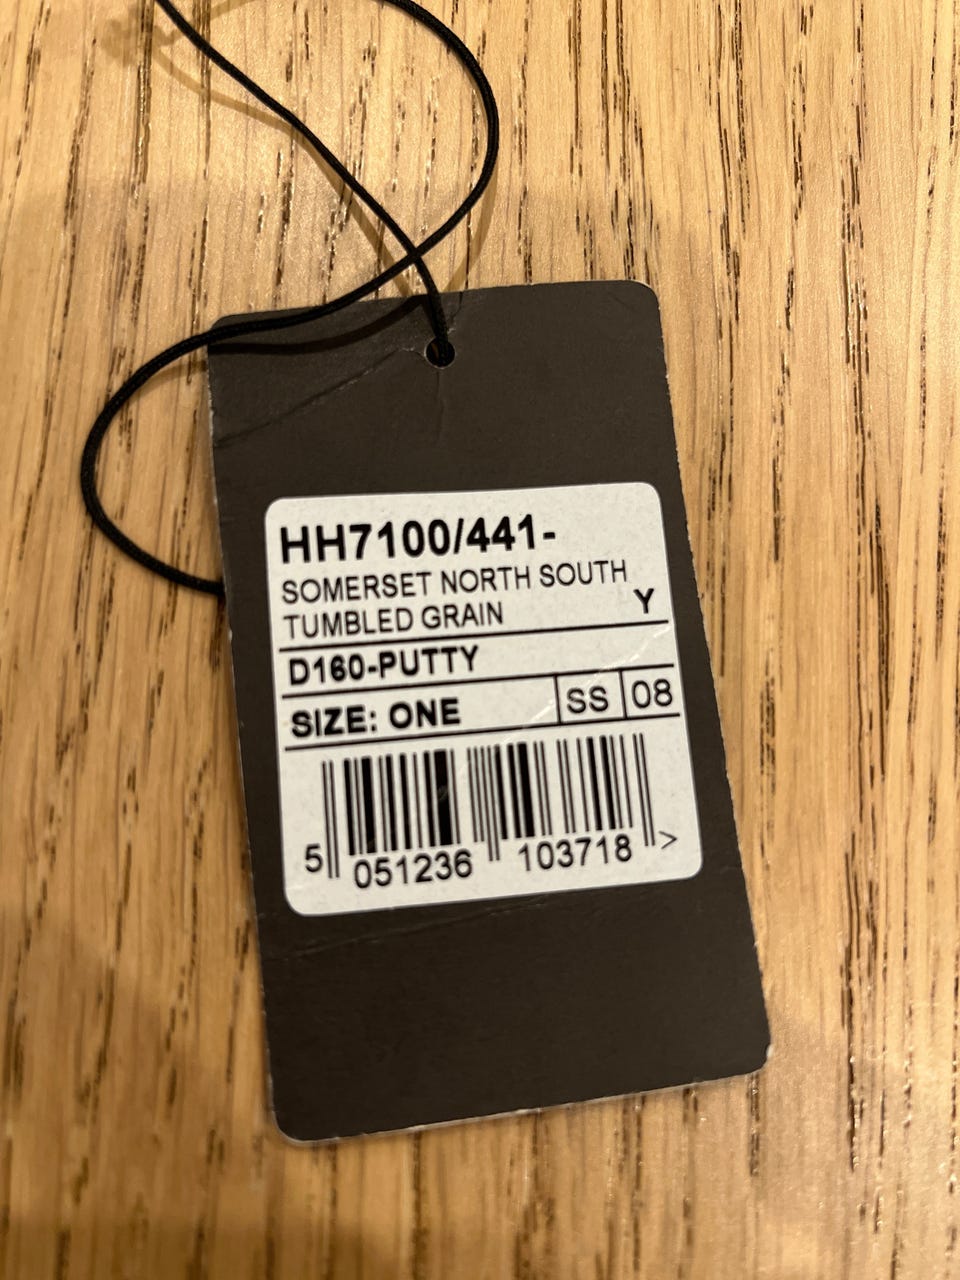 HH7100/441-
SOMERSET NORTH SOUTH
TUMBLED GRAIN Y
D160-PUTTY
SIZE: ONE SS 08
5 051236 103718 >